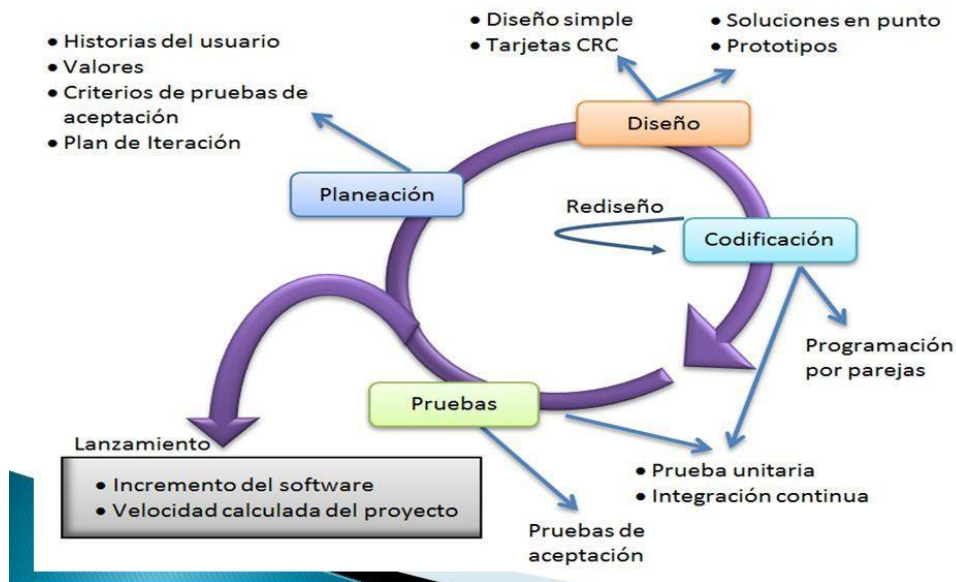 • Historias del usuario
• Valores
• Criterios de pruebas de
aceptación
• Plan de Iteración
• Diseño simple
• Tarjetas CRC
• Soluciones en punto
• Prototipos
Diseño
Planeación
Rediseño
Codificación
Programación
por parejas
Pruebas
• Prueba unitaria
• Integración continua
Pruebas de
aceptación
Lanzamiento
• Incremento del software
• Velocidad calculada del proyecto